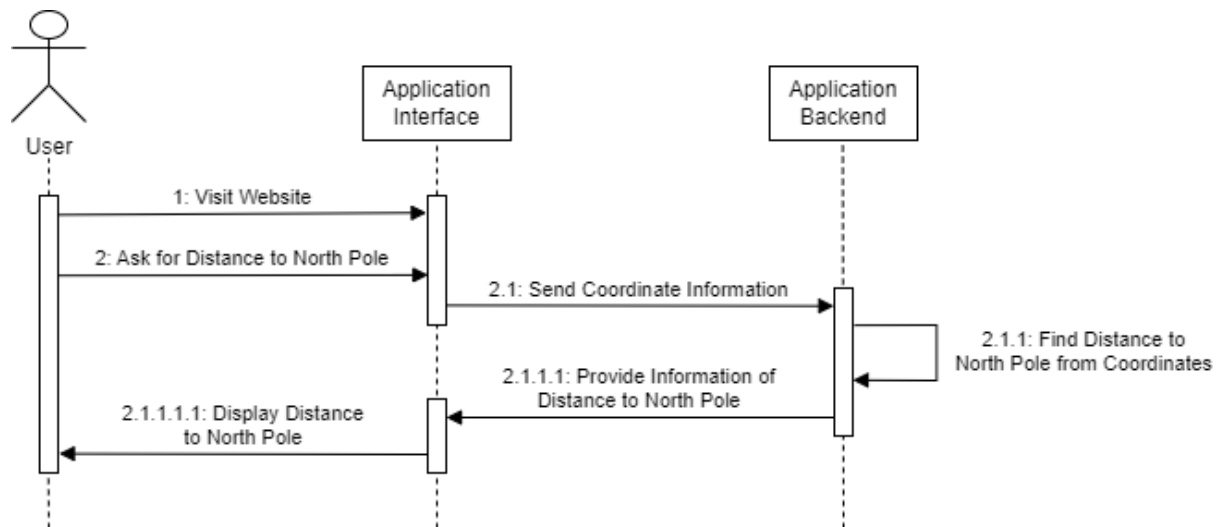 User
Application
Interface
Application
Backend
1: Visit Website
2: Ask for Distance to North Pole
2.1: Send Coordinate Information
2.1.1: Find Distance to
North Pole from Coordinates
2.1.1.1: Provide Information of
Distance to North Pole
2.1.1.1.1: Display Distance
to North Pole